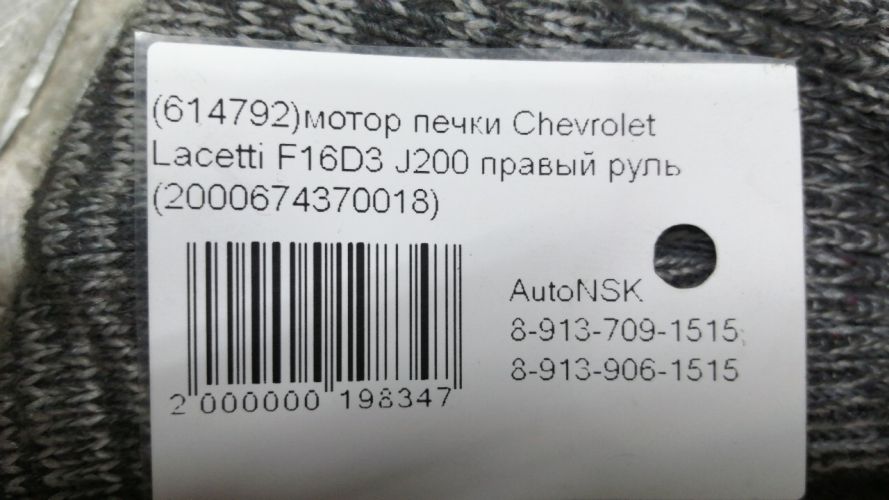 (614792)мотор печки Chevrolet
Lacetti F16D3 J200 правый руль
(2000674370018)
AutoNSK
8-913-709-1515;
8-913-906-1515
2 000000 198347